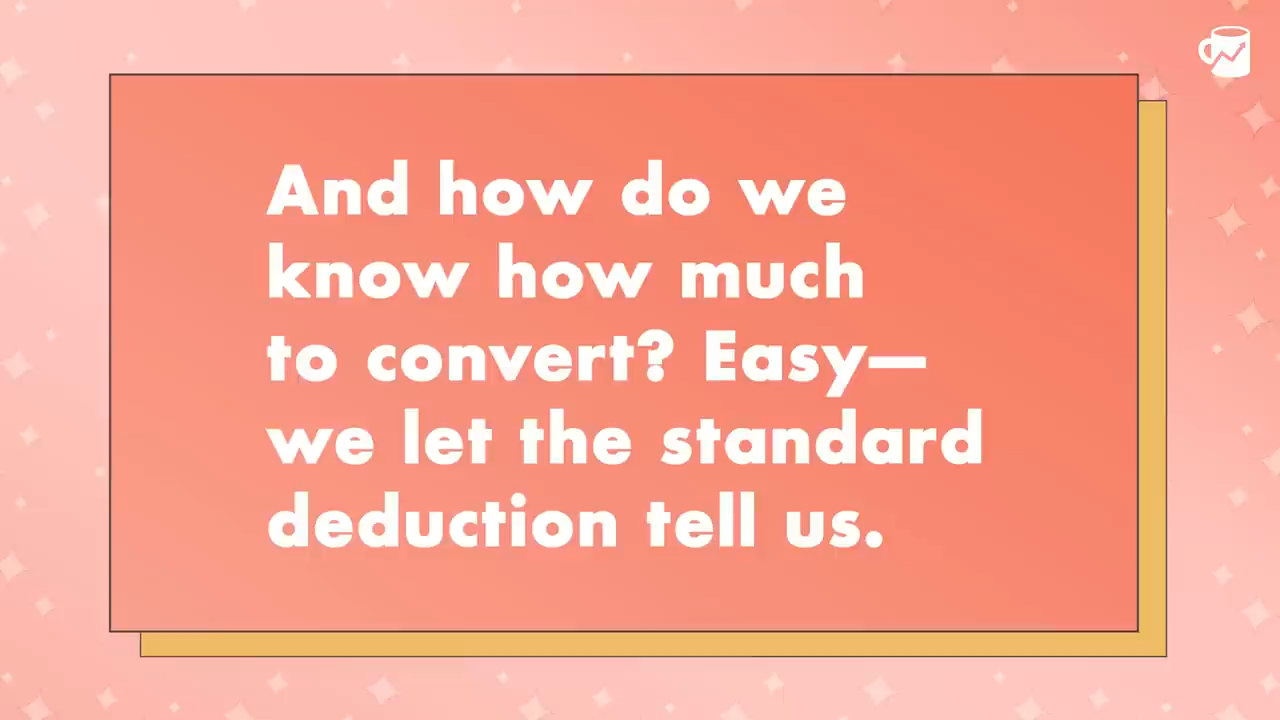 And how do we
know how much
to convert? Easy—
we let the standard
deduction tell us.